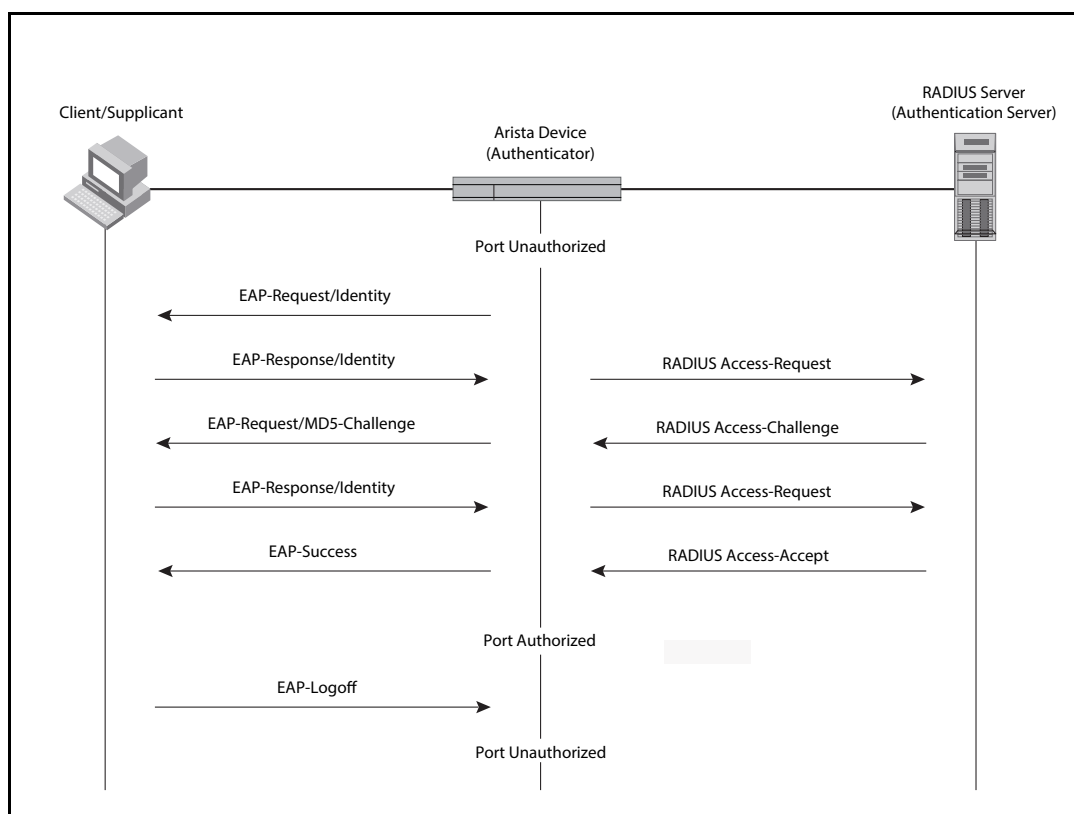 Client/Supplicant
Arista Device
(Authenticator)
RADIUS Server
(Authentication Server)
Port Unauthorized
EAP-Request/Identity
EAP-Response/Identity
RADIUS Access-Request
EAP-Request/MD5-Challenge
RADIUS Access-Challenge
EAP-Response/Identity
RADIUS Access-Request
EAP-Success
RADIUS Access-Accept
Port Authorized
EAP-Logoff
Port Unauthorized